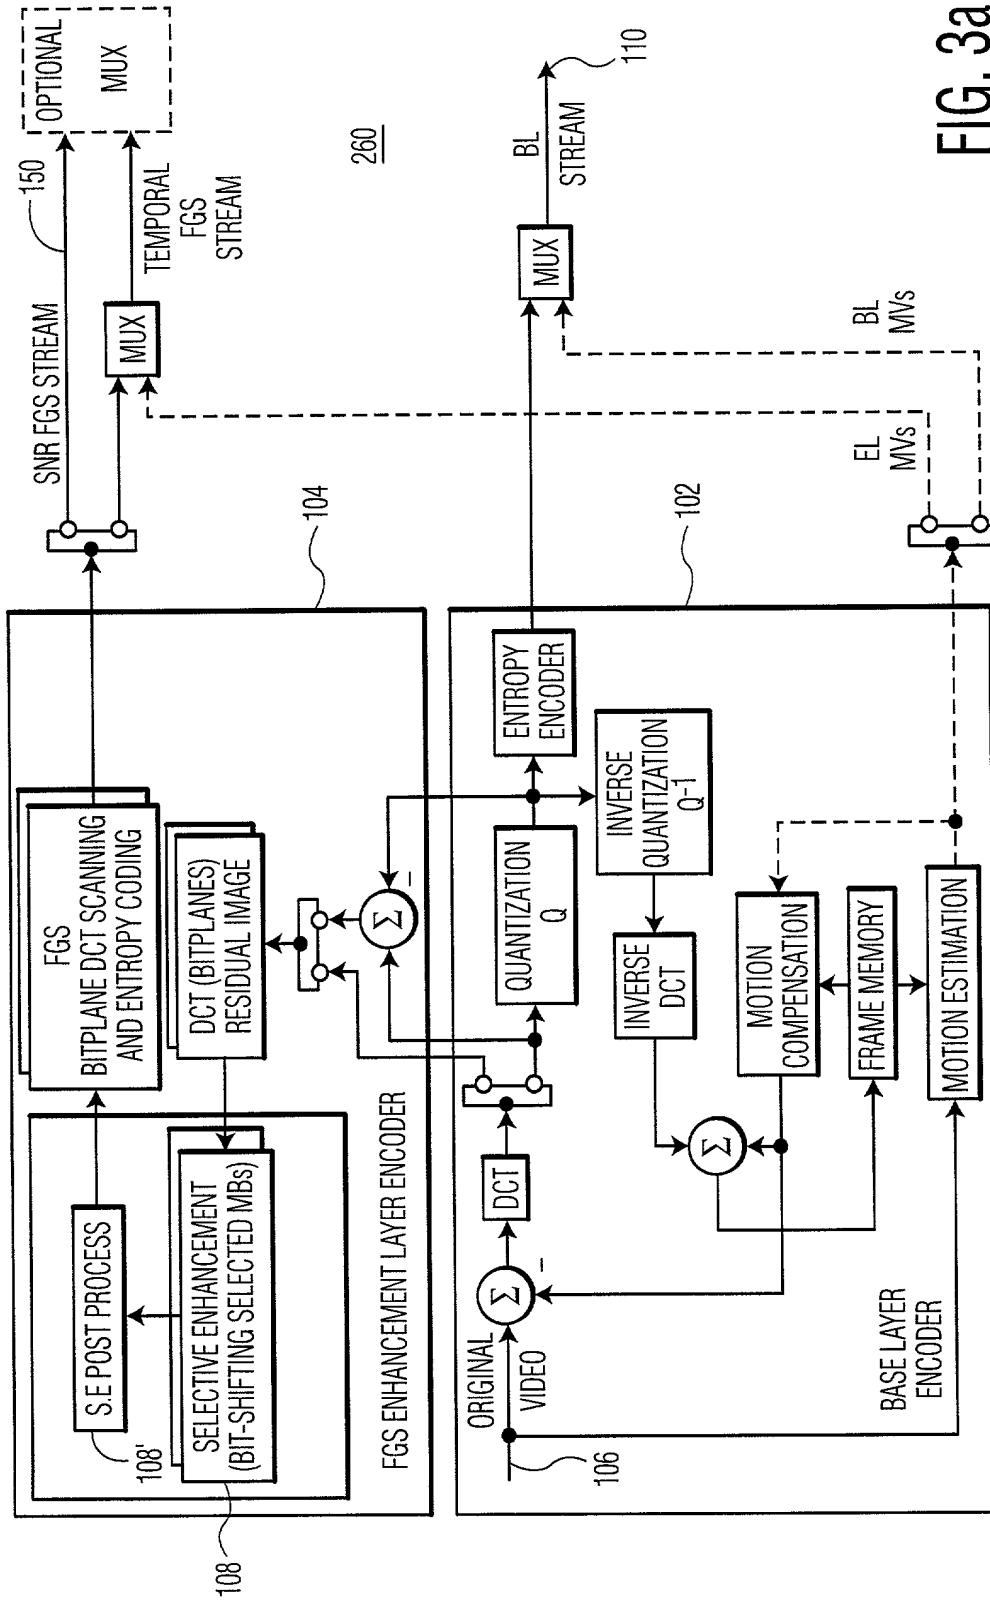 OPTIONAL
MUX
150
SNR FGS STREAM
TEMPORAL
FGS
STREAM
MUX
104
FGS
BITPLANE DCT SCANNING
AND ENTROPY CODING
DCT (BITPLANES)
RESIDUAL IMAGE
S.E POST PROCESS
108'
SELECTIVE ENHANCEMENT
(BIT-SHIFTING SELECTED MBs)
108
FGS ENHANCEMENT LAYER ENCODER
Σ
–
260
BL
STREAM
110
MUX
EL
MVs
BL
MVs
102
ENTROPY
ENCODER
QUANTIZATION
Q
INVERSE
QUANTIZATION
Q-1
INVERSE
DCT
DCT
Σ
–
ORIGINAL
VIDEO
106
Σ
MOTION
COMPENSATION
FRAME MEMORY
MOTION ESTIMATION
BASE LAYER
ENCODER
FIG. 3a